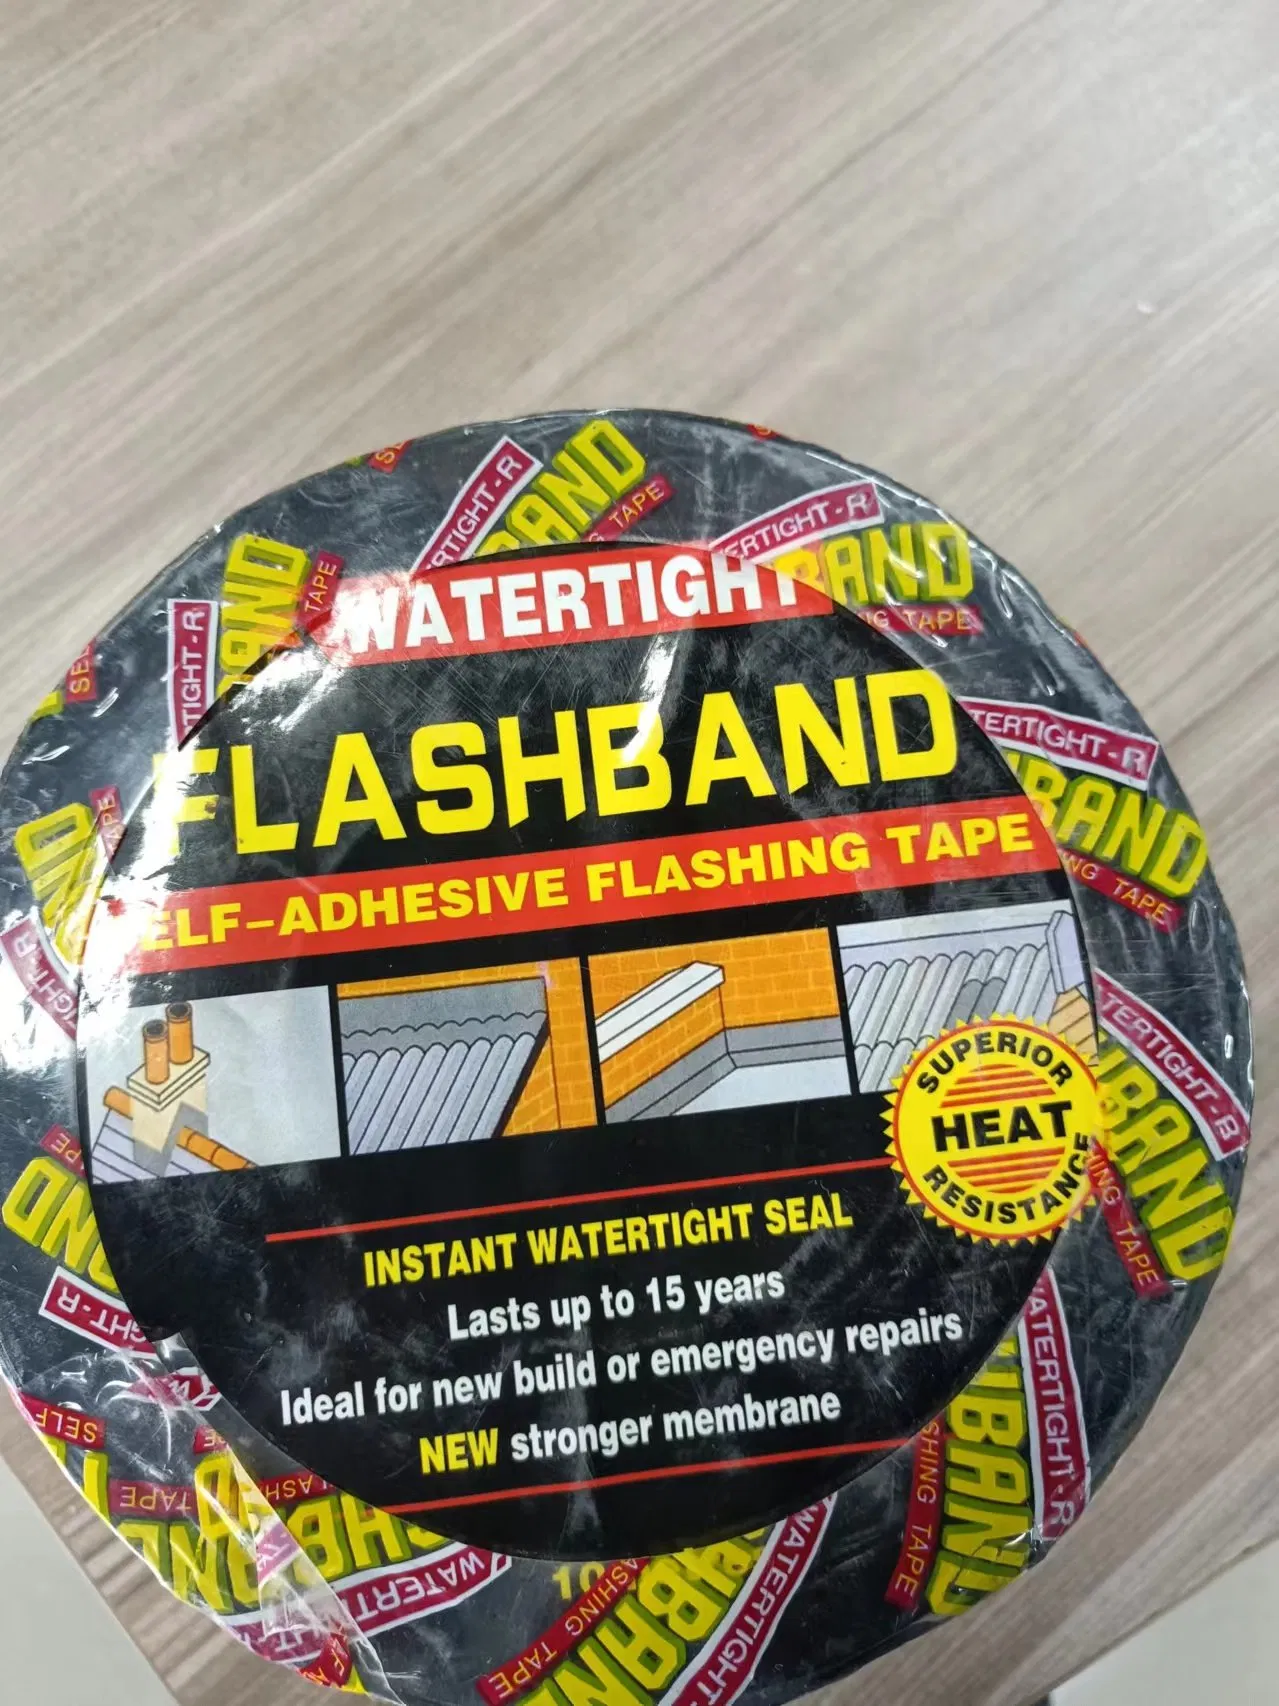 WATERTIGHT
FLASHBAND
SELF-ADHESIVE FLASHING TAPE
SUPERIOR
HEAT
RESISTANCE
INSTANT WATERTIGHT SEAL
Lasts up to 15 years
Ideal for new build or emergency repairs
NEW stronger membrane